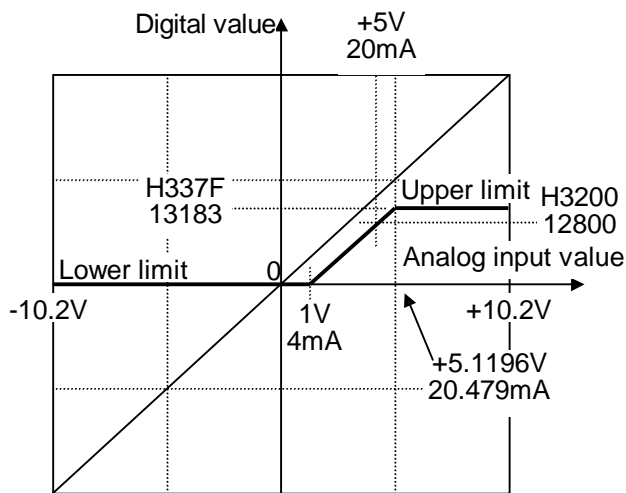 Digital value
+5V
20mA
H337F
13183
Upper limit
H3200
12800
Lower limit
0
Analog input value
-10.2V
1V
4mA
+10.2V
+5.1196V
20.479mA